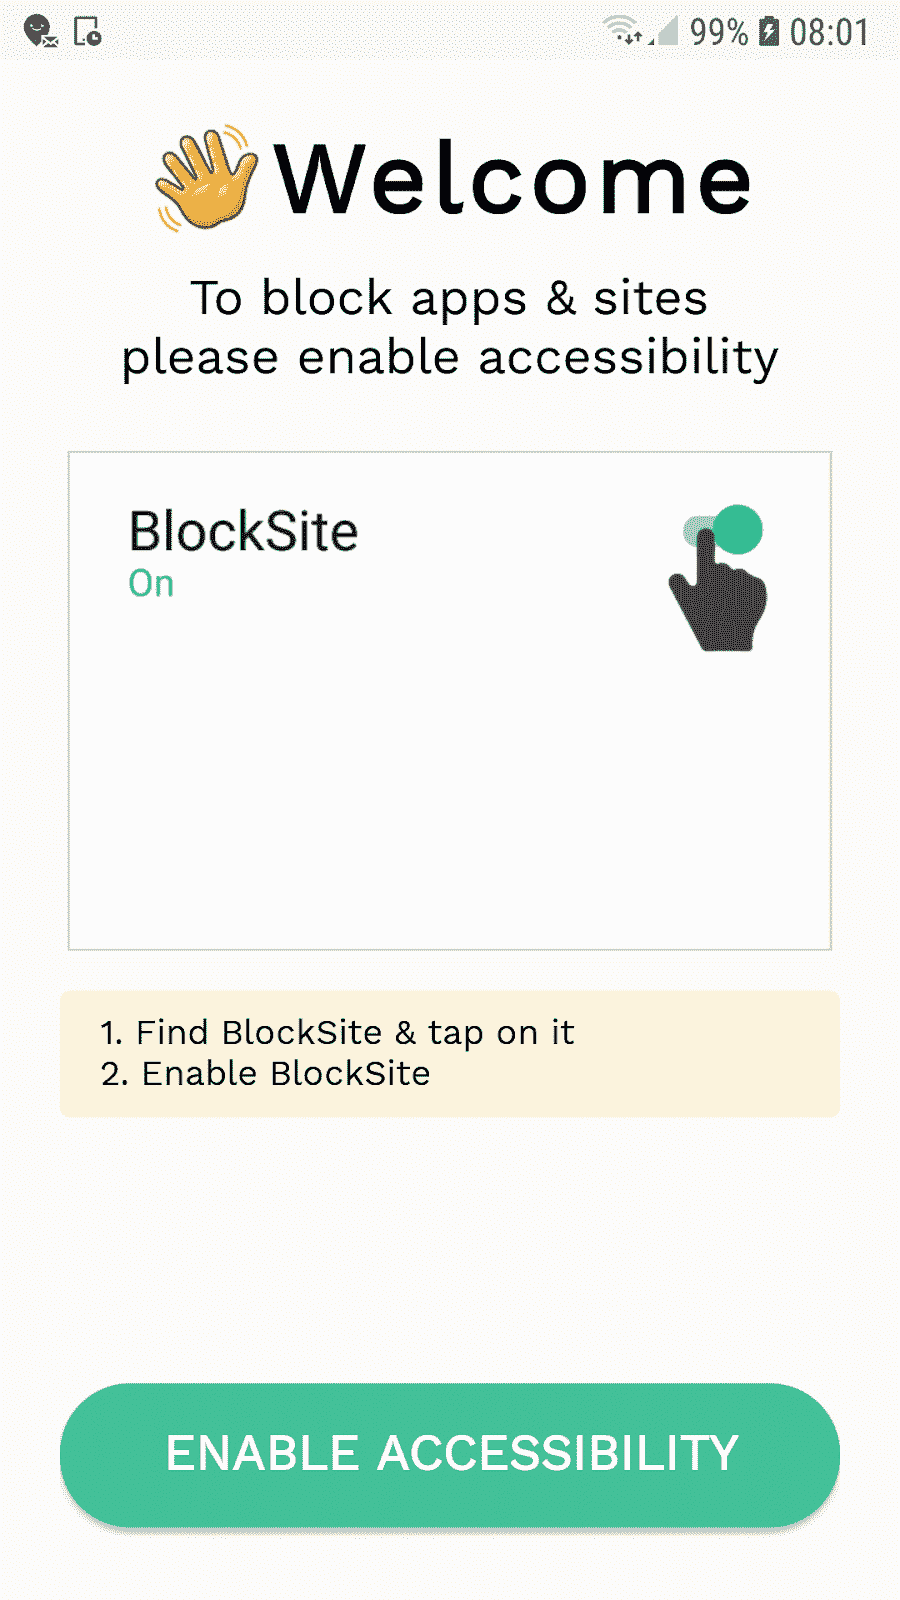 99% 08:01
Welcome
To block apps & sites
please enable accessibility
BlockSite
On
1. Find BlockSite & tap on it
2. Enable BlockSite
ENABLE ACCESSIBILITY